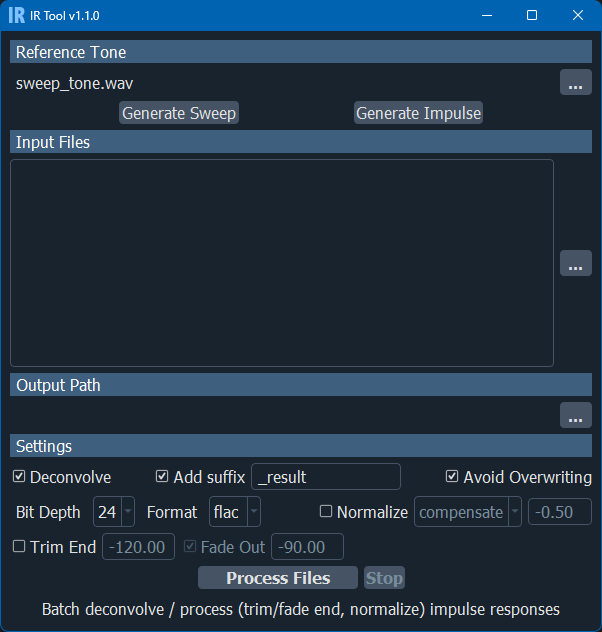 IR IR Tool v1.1.0
Reference Tone
sweep_tone.wav ...
Generate Sweep Generate Impulse
Input Files
...
Output Path
...
Settings
Deconvolve Add suffix _result Avoid Overwriting
Bit Depth 24 Format flac Normalize compensate -0.50
Trim End -120.00 Fade Out -90.00
Process Files Stop
Batch deconvolve / process (trim/fade end, normalize) impulse responses